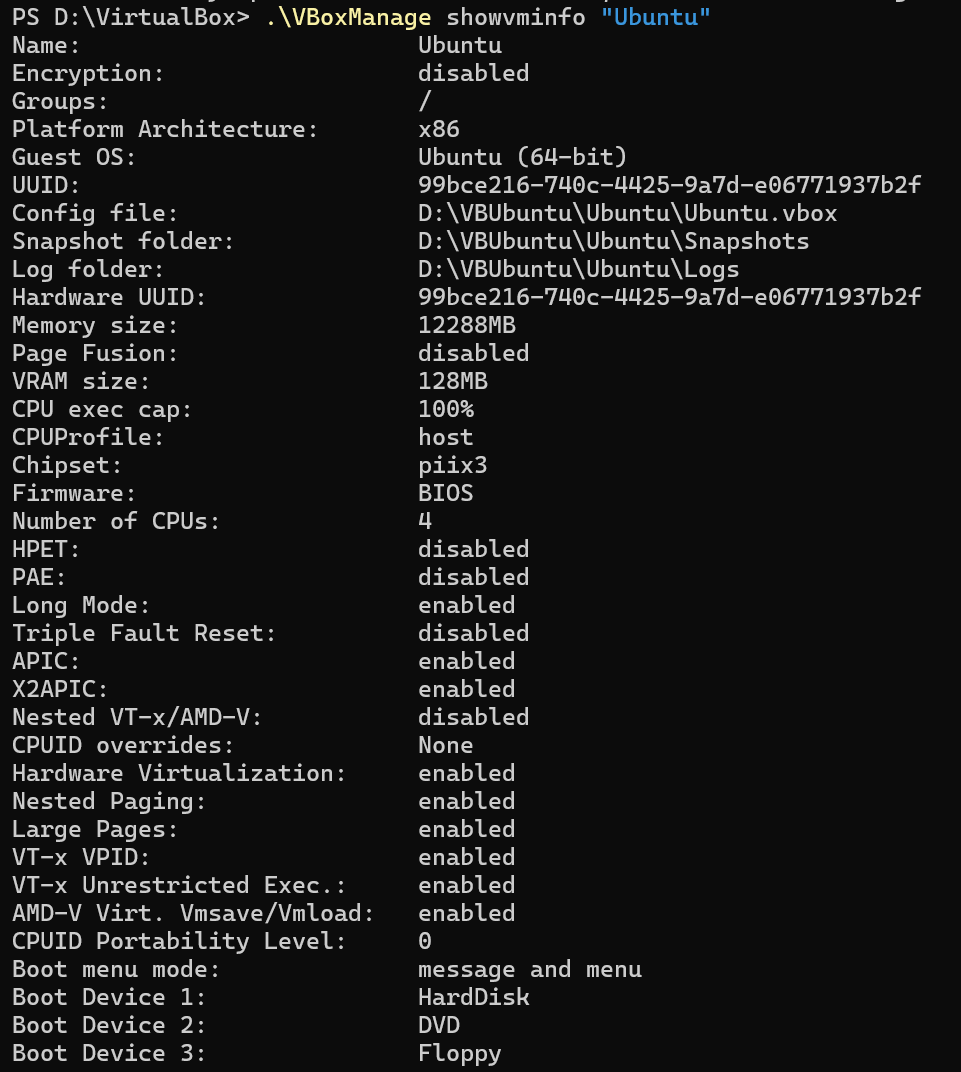 PS D:\VirtualBox> .\VBoxManage showvminfo "Ubuntu"
Name:                        Ubuntu
Encryption:                  disabled
Groups:                      /
Platform Architecture:       x86
Guest OS:                    Ubuntu (64-bit)
UUID:                        99bce216-740c-4425-9a7d-e06771937b2f
Config file:                 D:\VBUbuntu\Ubuntu\Ubuntu.vbox
Snapshot folder:             D:\VBUbuntu\Ubuntu\Snapshots
Log folder:                  D:\VBUbuntu\Ubuntu\Logs
Hardware UUID:               99bce216-740c-4425-9a7d-e06771937b2f
Memory size:                 12288MB
Page Fusion:                 disabled
VRAM size:                   128MB
CPU exec cap:                100%
CPUProfile:                  host
Chipset:                     piix3
Firmware:                    BIOS
Number of CPUs:              4
HPET:                        disabled
PAE:                         disabled
Long Mode:                   enabled
Triple Fault Reset:          disabled
APIC:                        enabled
X2APIC:                      enabled
Nested VT-x/AMD-V:           disabled
CPUID overrides:             None
Hardware Virtualization:     enabled
Nested Paging:               enabled
Large Pages:                 enabled
VT-x VPID:                   enabled
VT-x Unrestricted Exec.:     enabled
AMD-V Virt. Vmsave/Vmload:   enabled
CPUID Portability Level:     0
Boot menu mode:              message and menu
Boot Device 1:               HardDisk
Boot Device 2:               DVD
Boot Device 3:               Floppy